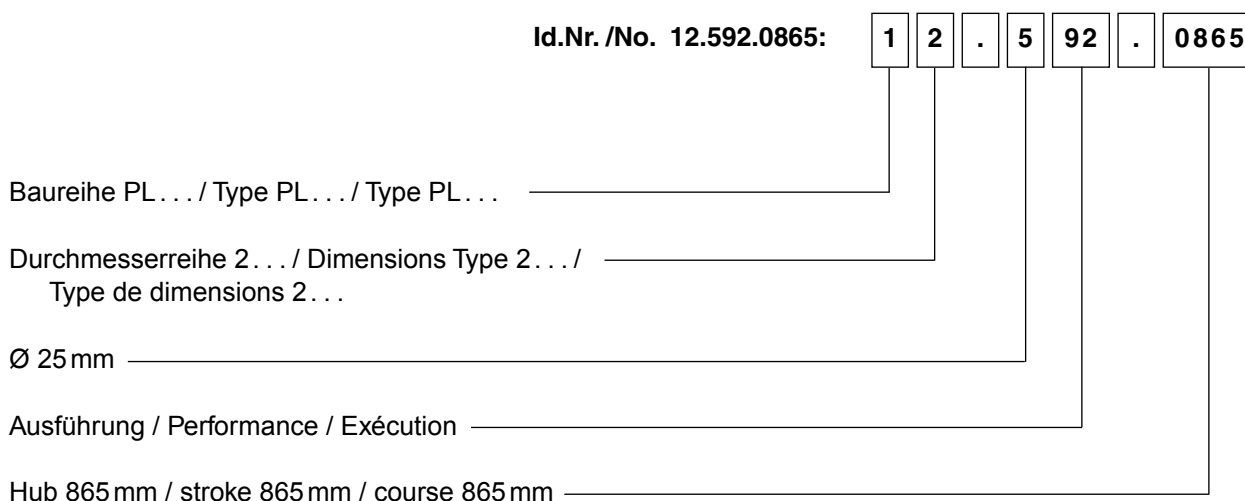 Id.Nr. /No. 12.592.0865: 1 2 . 5 92 . 0865
Baureihe PL . . . / Type PL . . . / Type PL . . .
Durchmesserreihe 2 . . . / Dimensions Type 2 . . . /
Type de dimensions 2 . . .
Ø 25 mm
Ausführung / Performance / Exécution
Hub 865 mm / stroke 865 mm / course 865 mm